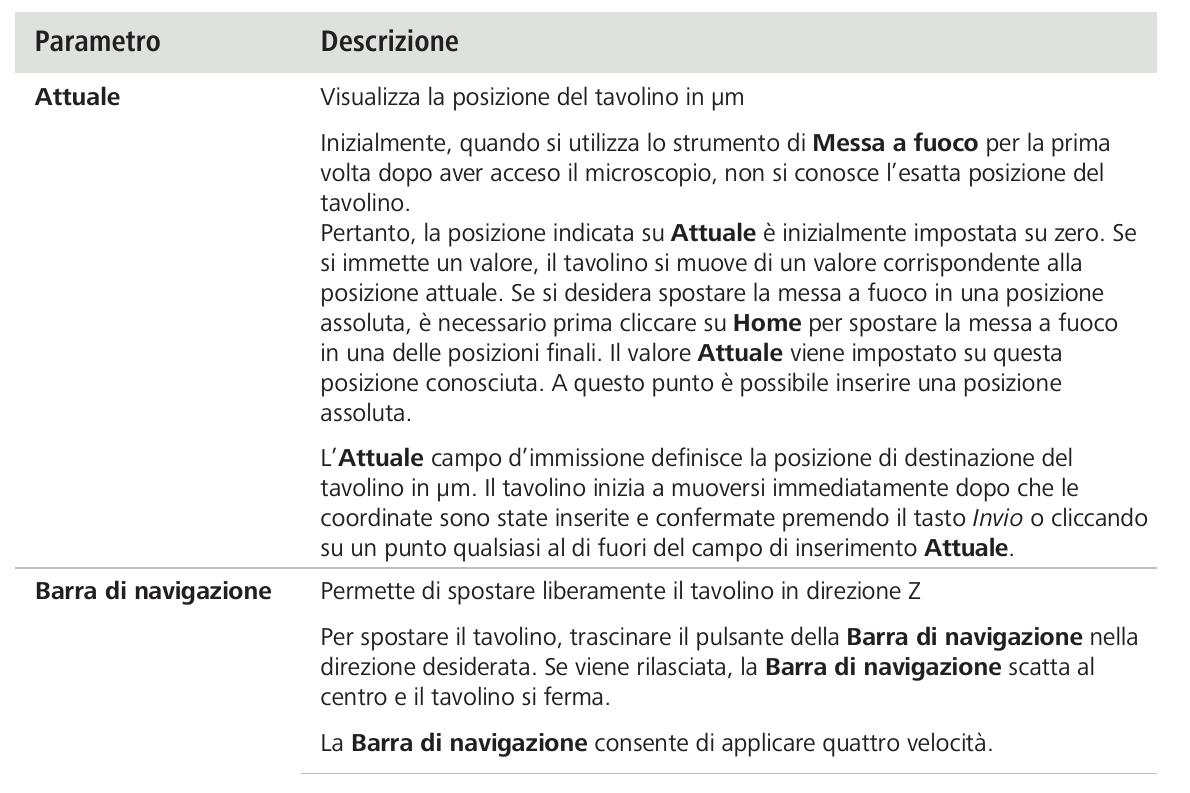 Parametro Descrizione
Attuale Visualizza la posizione del tavolino in µm
Inizialmente, quando si utilizza lo strumento di Messa a fuoco per la prima
volta dopo aver acceso il microscopio, non si conosce l’esatta posizione del
tavolino.
Pertanto, la posizione indicata su Attuale è inizialmente impostata su zero. Se
si immette un valore, il tavolino si muove di un valore corrispondente alla
posizione attuale. Se si desidera spostare la messa a fuoco in una posizione
assoluta, è necessario prima cliccare su Home per spostare la messa a fuoco
in una delle posizioni finali. Il valore Attuale viene impostato su questa
posizione conosciuta. A questo punto è possibile inserire una posizione
assoluta.
L’Attuale campo d’immissione definisce la posizione di destinazione del
tavolino in µm. Il tavolino inizia a muoversi immediatamente dopo che le
coordinate sono state inserite e confermate premendo il tasto Invio o cliccando
su un punto qualsiasi al di fuori del campo di inserimento Attuale.
Barra di navigazione Permette di spostare liberamente il tavolino in direzione Z
Per spostare il tavolino, trascinare il pulsante della Barra di navigazione nella
direzione desiderata. Se viene rilasciata, la Barra di navigazione scatta al
centro e il tavolino si ferma.
La Barra di navigazione consente di applicare quattro velocità.